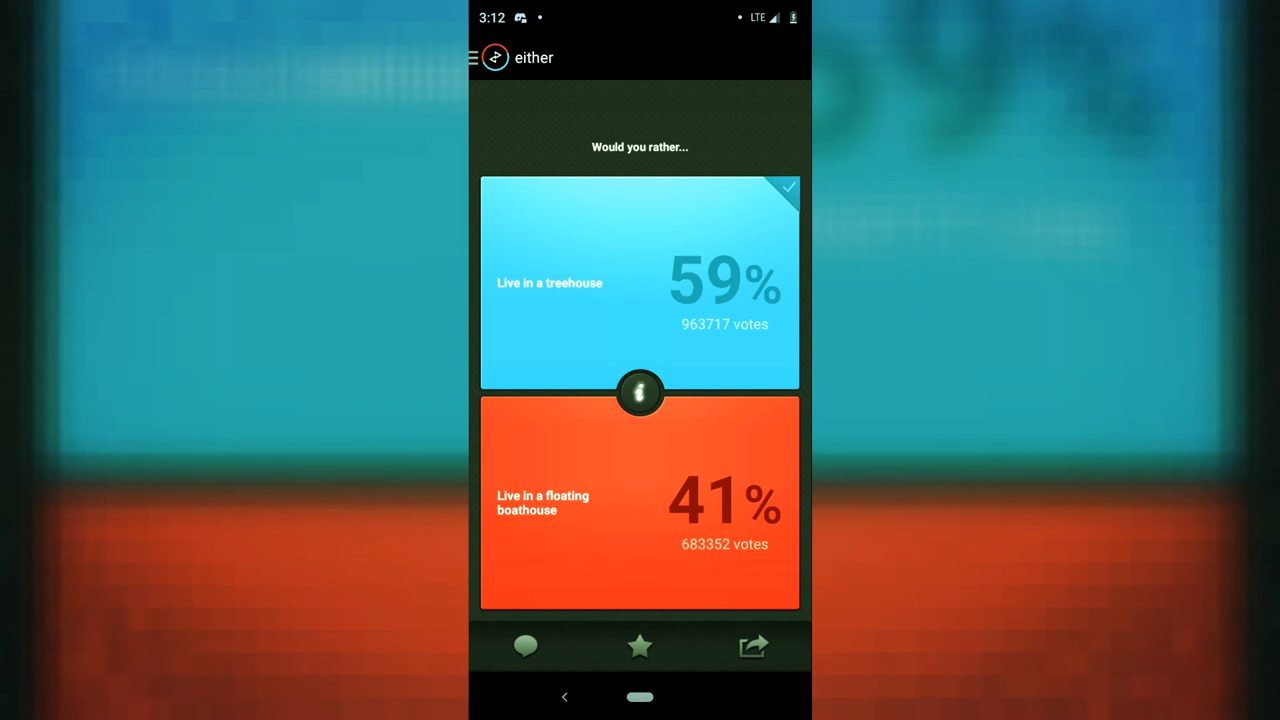 3:12
LTE
either
Would you rather...
Live in a treehouse
59%
963717 votes
i
Live in a floating
boathouse
41%
683352 votes